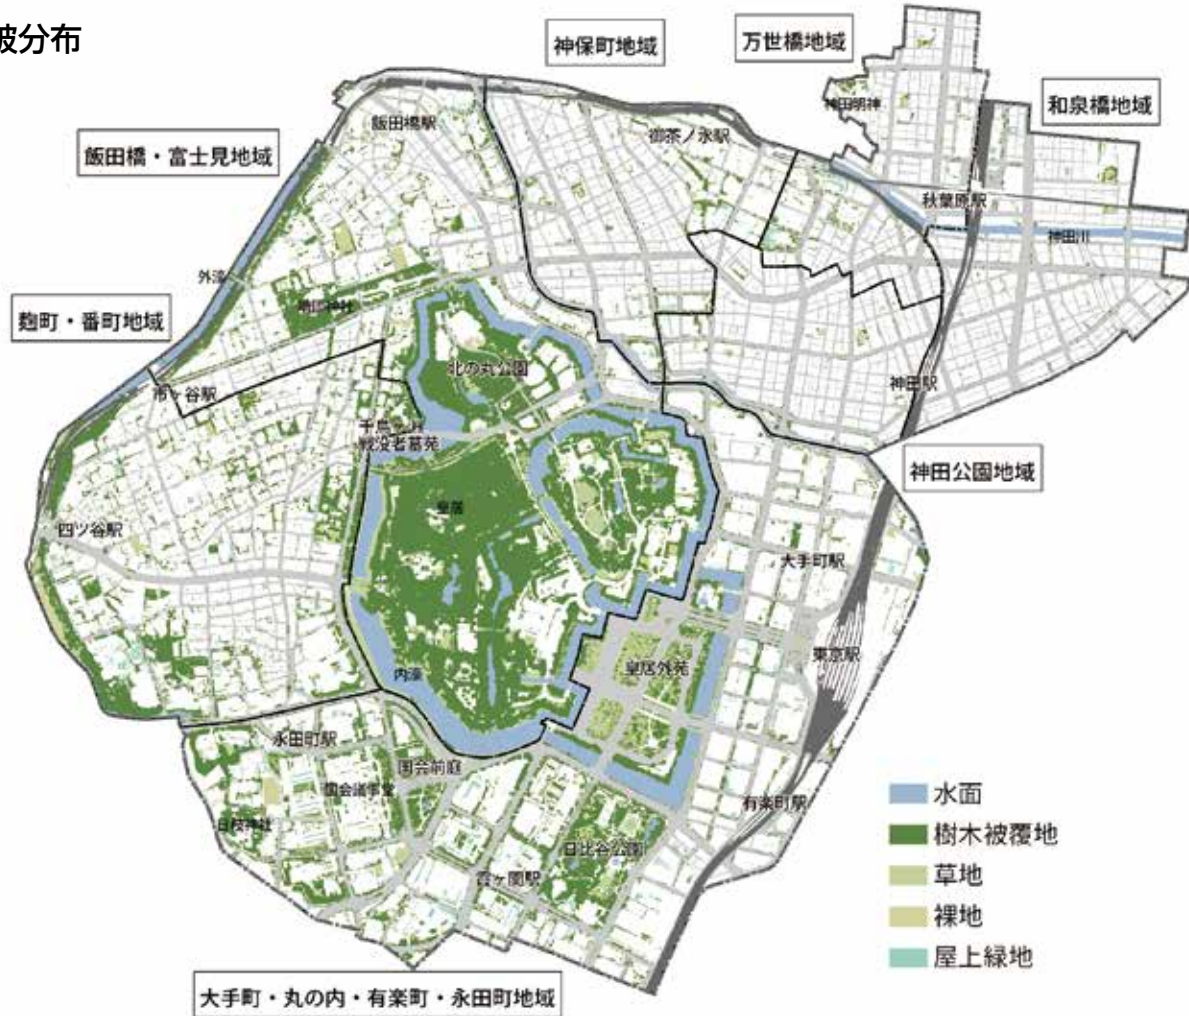 被分布
神保町地域
万世橋地域
和泉橋地域
飯田橋・富士見地域
麴町・番町地域
神田公園地域
大手町・丸の内・有楽町・永田町地域
飯田橋駅
御茶ノ水駅
神田明神
秋葉原駅
神田川
外濠
靖国神社
北の丸公園
市ヶ谷駅
神田駅
千鳥ヶ淵
戦没者墓苑
皇居
四ツ谷駅
大手町駅
東京駅
皇居外苑
内濠
永田町駅
国会前庭
国会議事堂
日枝神社
有楽町駅
日比谷公園
霞ヶ関駅
水面
樹木被覆地
草地
裸地
屋上緑地